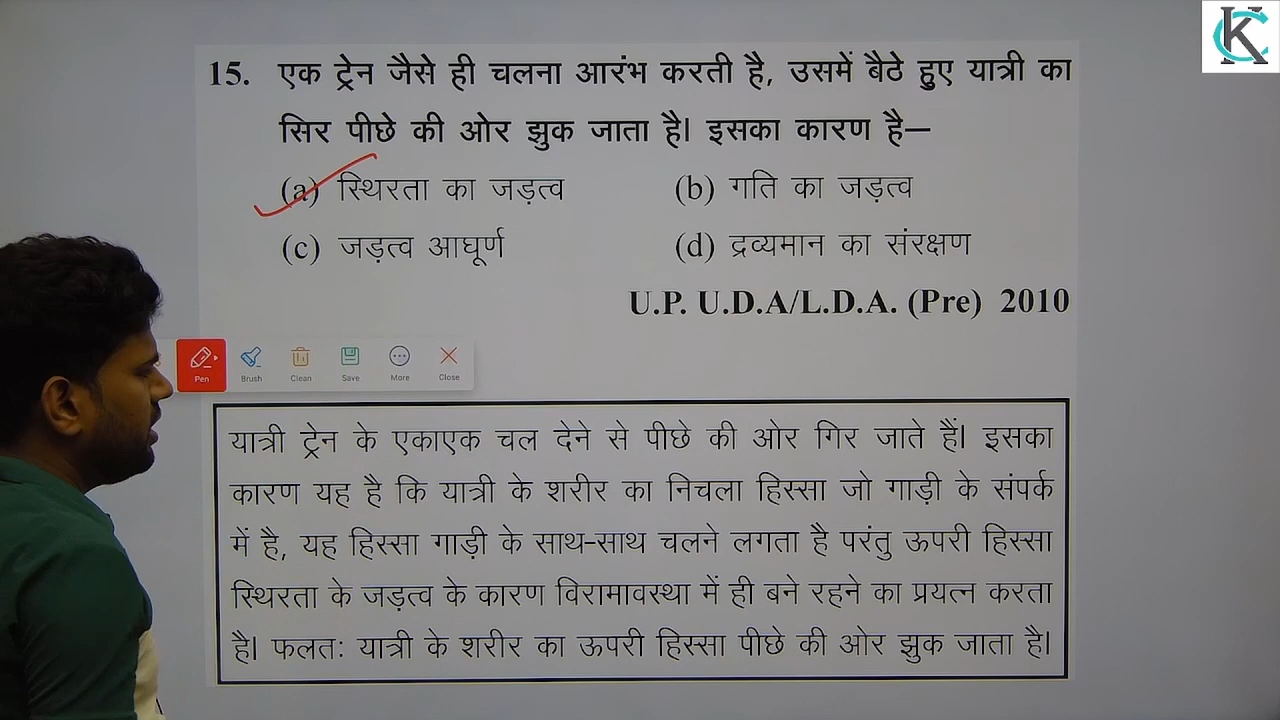 KC
15. एक ट्रेन जैसे ही चलना आरंभ करती है, उसमें बैठे हुए यात्री का
सिर पीछे की ओर झुक जाता है। इसका कारण है—
(a) स्थिरता का जड़त्व (b) गति का जड़त्व
(c) जड़त्व आघूर्ण (d) द्रव्यमान का संरक्षण
U.P. U.D.A/L.D.A. (Pre) 2010
Pen Brush Clean Save More Close
यात्री ट्रेन के एकाएक चल देने से पीछे की ओर गिर जाते हैं। इसका
कारण यह है कि यात्री के शरीर का निचला हिस्सा जो गाड़ी के संपर्क
में है, यह हिस्सा गाड़ी के साथ-साथ चलने लगता है परंतु ऊपरी हिस्सा
स्थिरता के जड़त्व के कारण विरामावस्था में ही बने रहने का प्रयत्न करता
है। फलतः यात्री के शरीर का ऊपरी हिस्सा पीछे की ओर झुक जाता है।